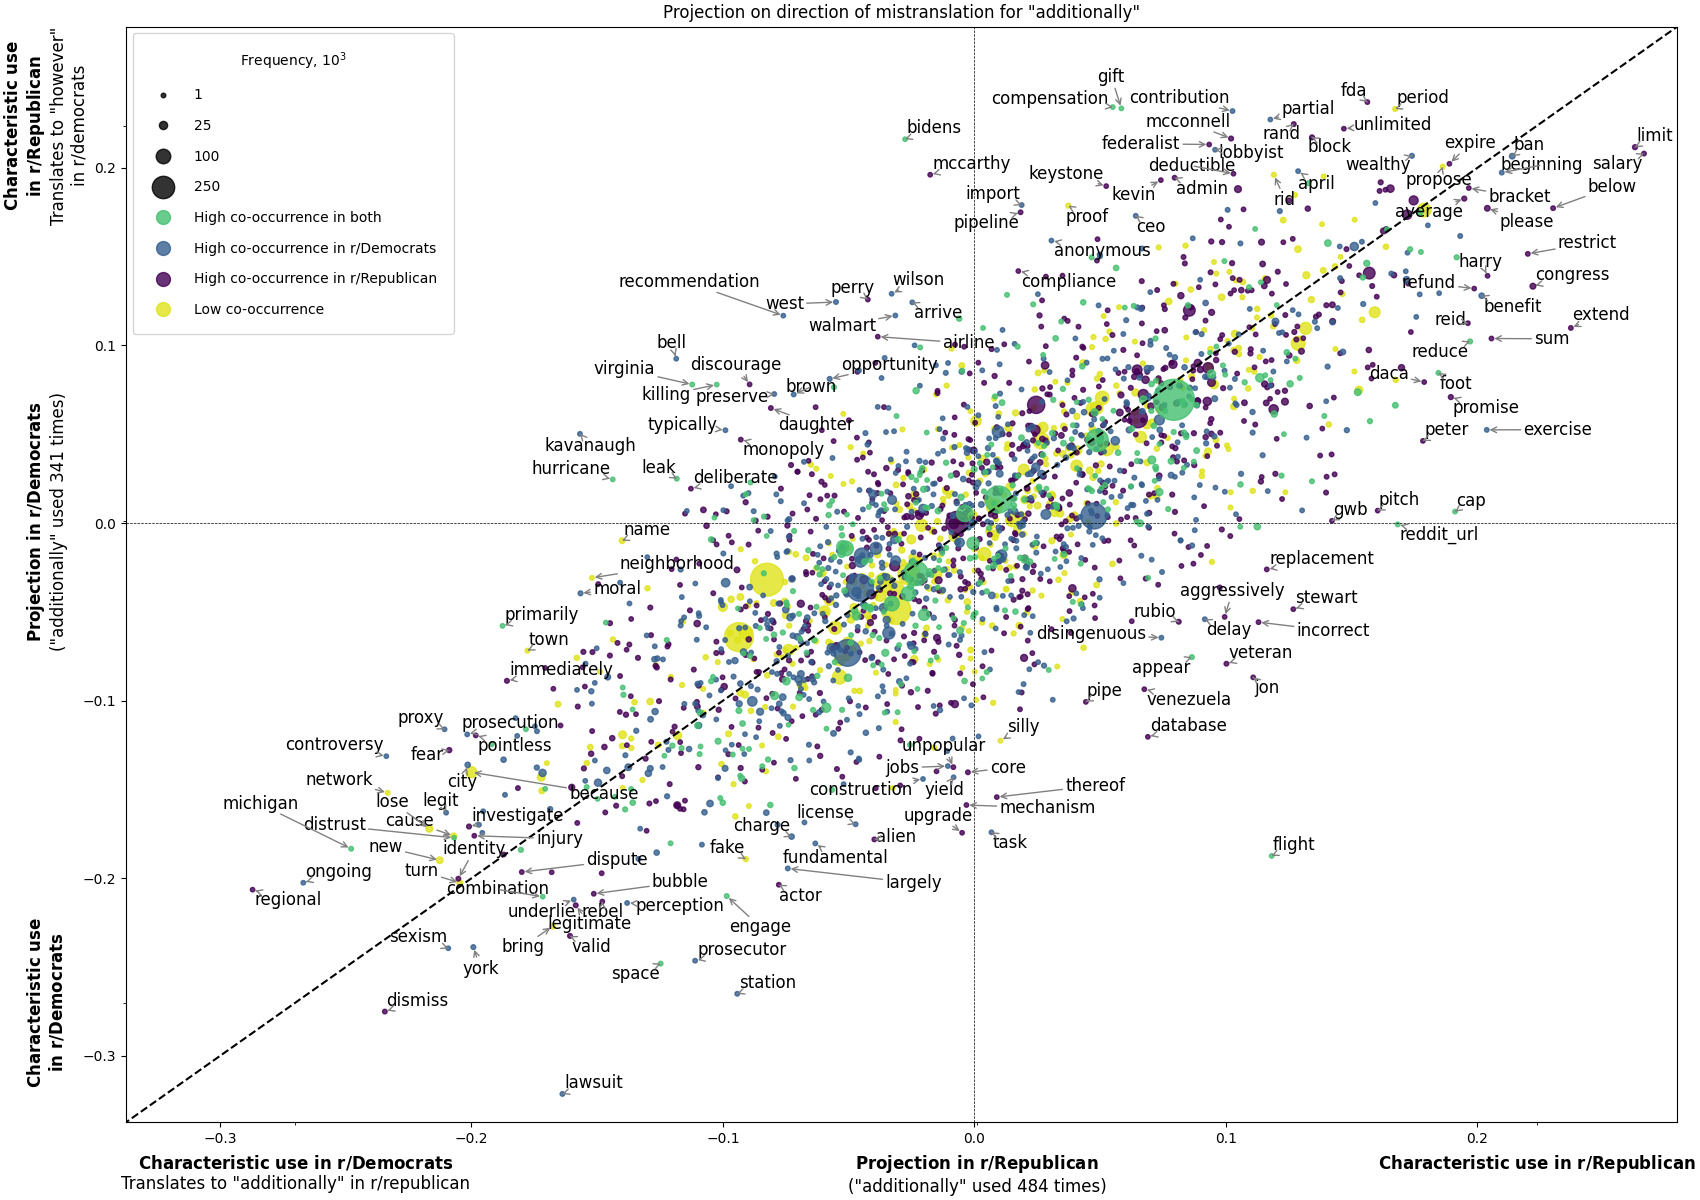 Projection on direction of mistranslation for "additionally"
Characteristic use
in r/Republican
Translates to "however"
in r/democrats
Projection in r/Democrats
("additionally" used 341 times)
Characteristic use
in r/Democrats
Frequency, 10³
1
25
100
250
High co-occurrence in both
High co-occurrence in r/Democrats
High co-occurrence in r/Republican
Low co-occurrence
0.2
0.1
0.0
−0.1
−0.2
−0.3
gift
compensation
contribution
fda
period
bidens
partial
mcconnell
rand
unlimited
federalist
block
expire
ban
limit
mccarthy
lobbyist
deductible
wealthy
beginning
salary
keystone
kevin
admin
april
propose
import
rid
bracket
below
pipeline
proof
average
please
ceo
anonymous
restrict
compliance
harry
congress
recommendation
wilson
perry
refund
west
benefit
walmart
arrive
reid
extend
bell
airline
sum
virginia
discourage
opportunity
reduce
daca
foot
killing
preserve
brown
promise
typically
daughter
peter
exercise
kavanaugh
monopoly
hurricane
leak
deliberate
pitch
cap
gwb
name
reddit_url
neighborhood
replacement
moral
aggressively
stewart
primarily
rubio
town
disingenuous
delay
incorrect
immediately
appear
veteran
jon
pipe
venezuela
proxy
prosecution
silly
database
controversy
fear
pointless
unpopular
network
city
jobs
core
because
construction
yield
thereof
michigan
lose
legit
mechanism
distrust
cause
investigate
license
upgrade
charge
new
injury
alien
task
identity
fake
flight
ongoing
turn
dispute
fundamental
combination
bubble
largely
regional
actor
underlie
rebel
perception
legitimate
engage
sexism
bring
valid
york
prosecutor
space
station
dismiss
lawsuit
−0.3
−0.2
−0.1
0.0
0.1
0.2
Characteristic use in r/Democrats
Translates to "additionally" in r/republican
Projection in r/Republican
("additionally" used 484 times)
Characteristic use in r/Republican